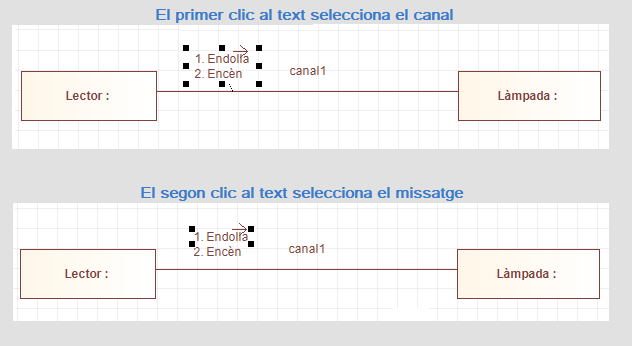 El primer clic al text selecciona el canal
1. Endolla
2. Encèn
canal1
Lector :
Làmpada :
El segon clic al text selecciona el missatge
1. Endolla
2. Encèn
canal1
Lector :
Làmpada :